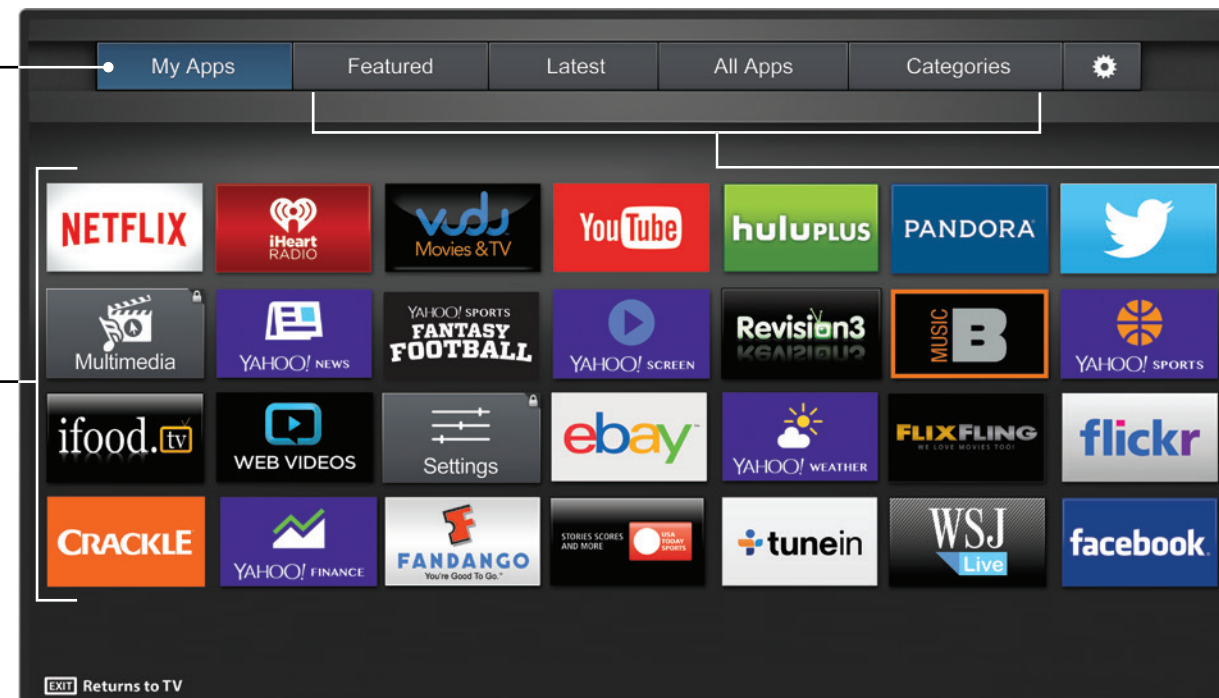 My Apps Featured Latest All Apps Categories
NETFLIX
iHeart
RADIO
vudu
Movies & TV
YouTube
huluPLUS
PANDORA
Multimedia
YAHOO! NEWS
YAHOO! SPORTS
FANTASY
FOOTBALL
YAHOO! SCREEN
Revision3
MUSIC
B
YAHOO! SPORTS
ifood.tv
WEB VIDEOS
Settings
ebay™
YAHOO! WEATHER
FLIXFLING
WE LOVE MOVIES TOO!
flickr
CRACKLE
YAHOO! FINANCE
F
FANDANGO
You're Good To Go.™
STORIES SCORES
AND MORE
USA
TODAY
SPORTS
tunein
WSJ
Live
facebook
EXIT Returns to TV